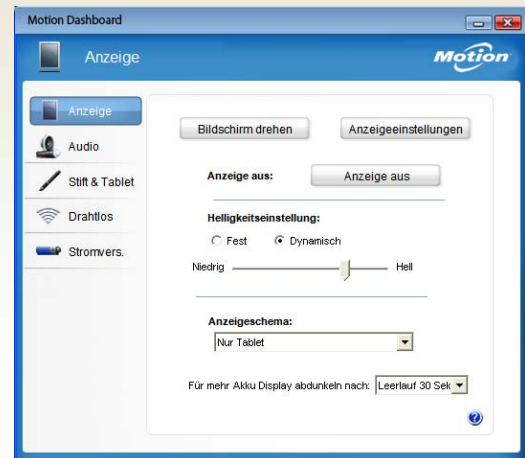 Motion Dashboard
Anzeige
Motion
Anzeige
Audio
Stift & Tablet
Drahtlos
Stromvers.
Bildschirm drehen
Anzeigeeinstellungen
Anzeige aus:
Anzeige aus
Helligkeitseinstellung:
Fest
Dynamisch
Niedrig
Hell
Anzeigeschema:
Nur Tablet
Für mehr Akku Display abdunkeln nach:
Leerlauf 30 Sek